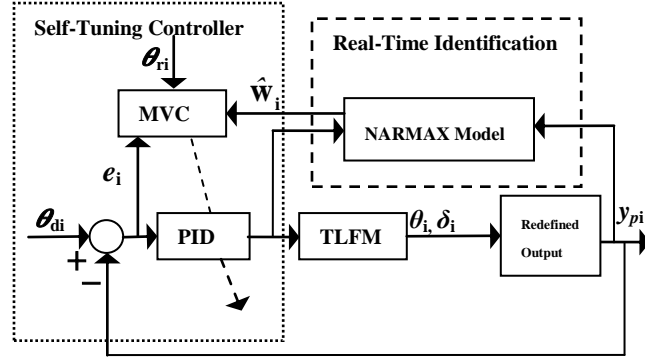 Self-Tuning Controller
Real-Time Identification
θri
MVC
ŵi
NARMAX Model
ei
θdi
+
−
PID
TLFM
θi, δi
Redefined
Output
ypi